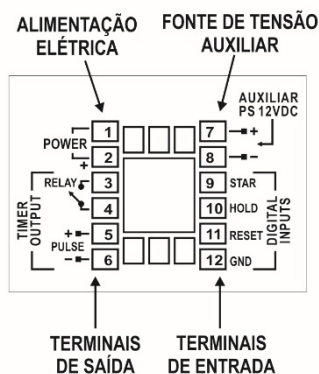 ALIMENTAÇÃO
ELÉTRICA
FONTE DE TENSÃO
AUXILIAR
AUXILIAR
PS 12VDC
POWER
+
1
2
3
4
5
6
RELAY
PULSE
+
-
TIMER
OUTPUT
7
8
9
10
11
12
+
-
STAR
HOLD
RESET
GND
DIGITAL
INPUTS
TERMINAIS
DE SAÍDA
TERMINAIS
DE ENTRADA